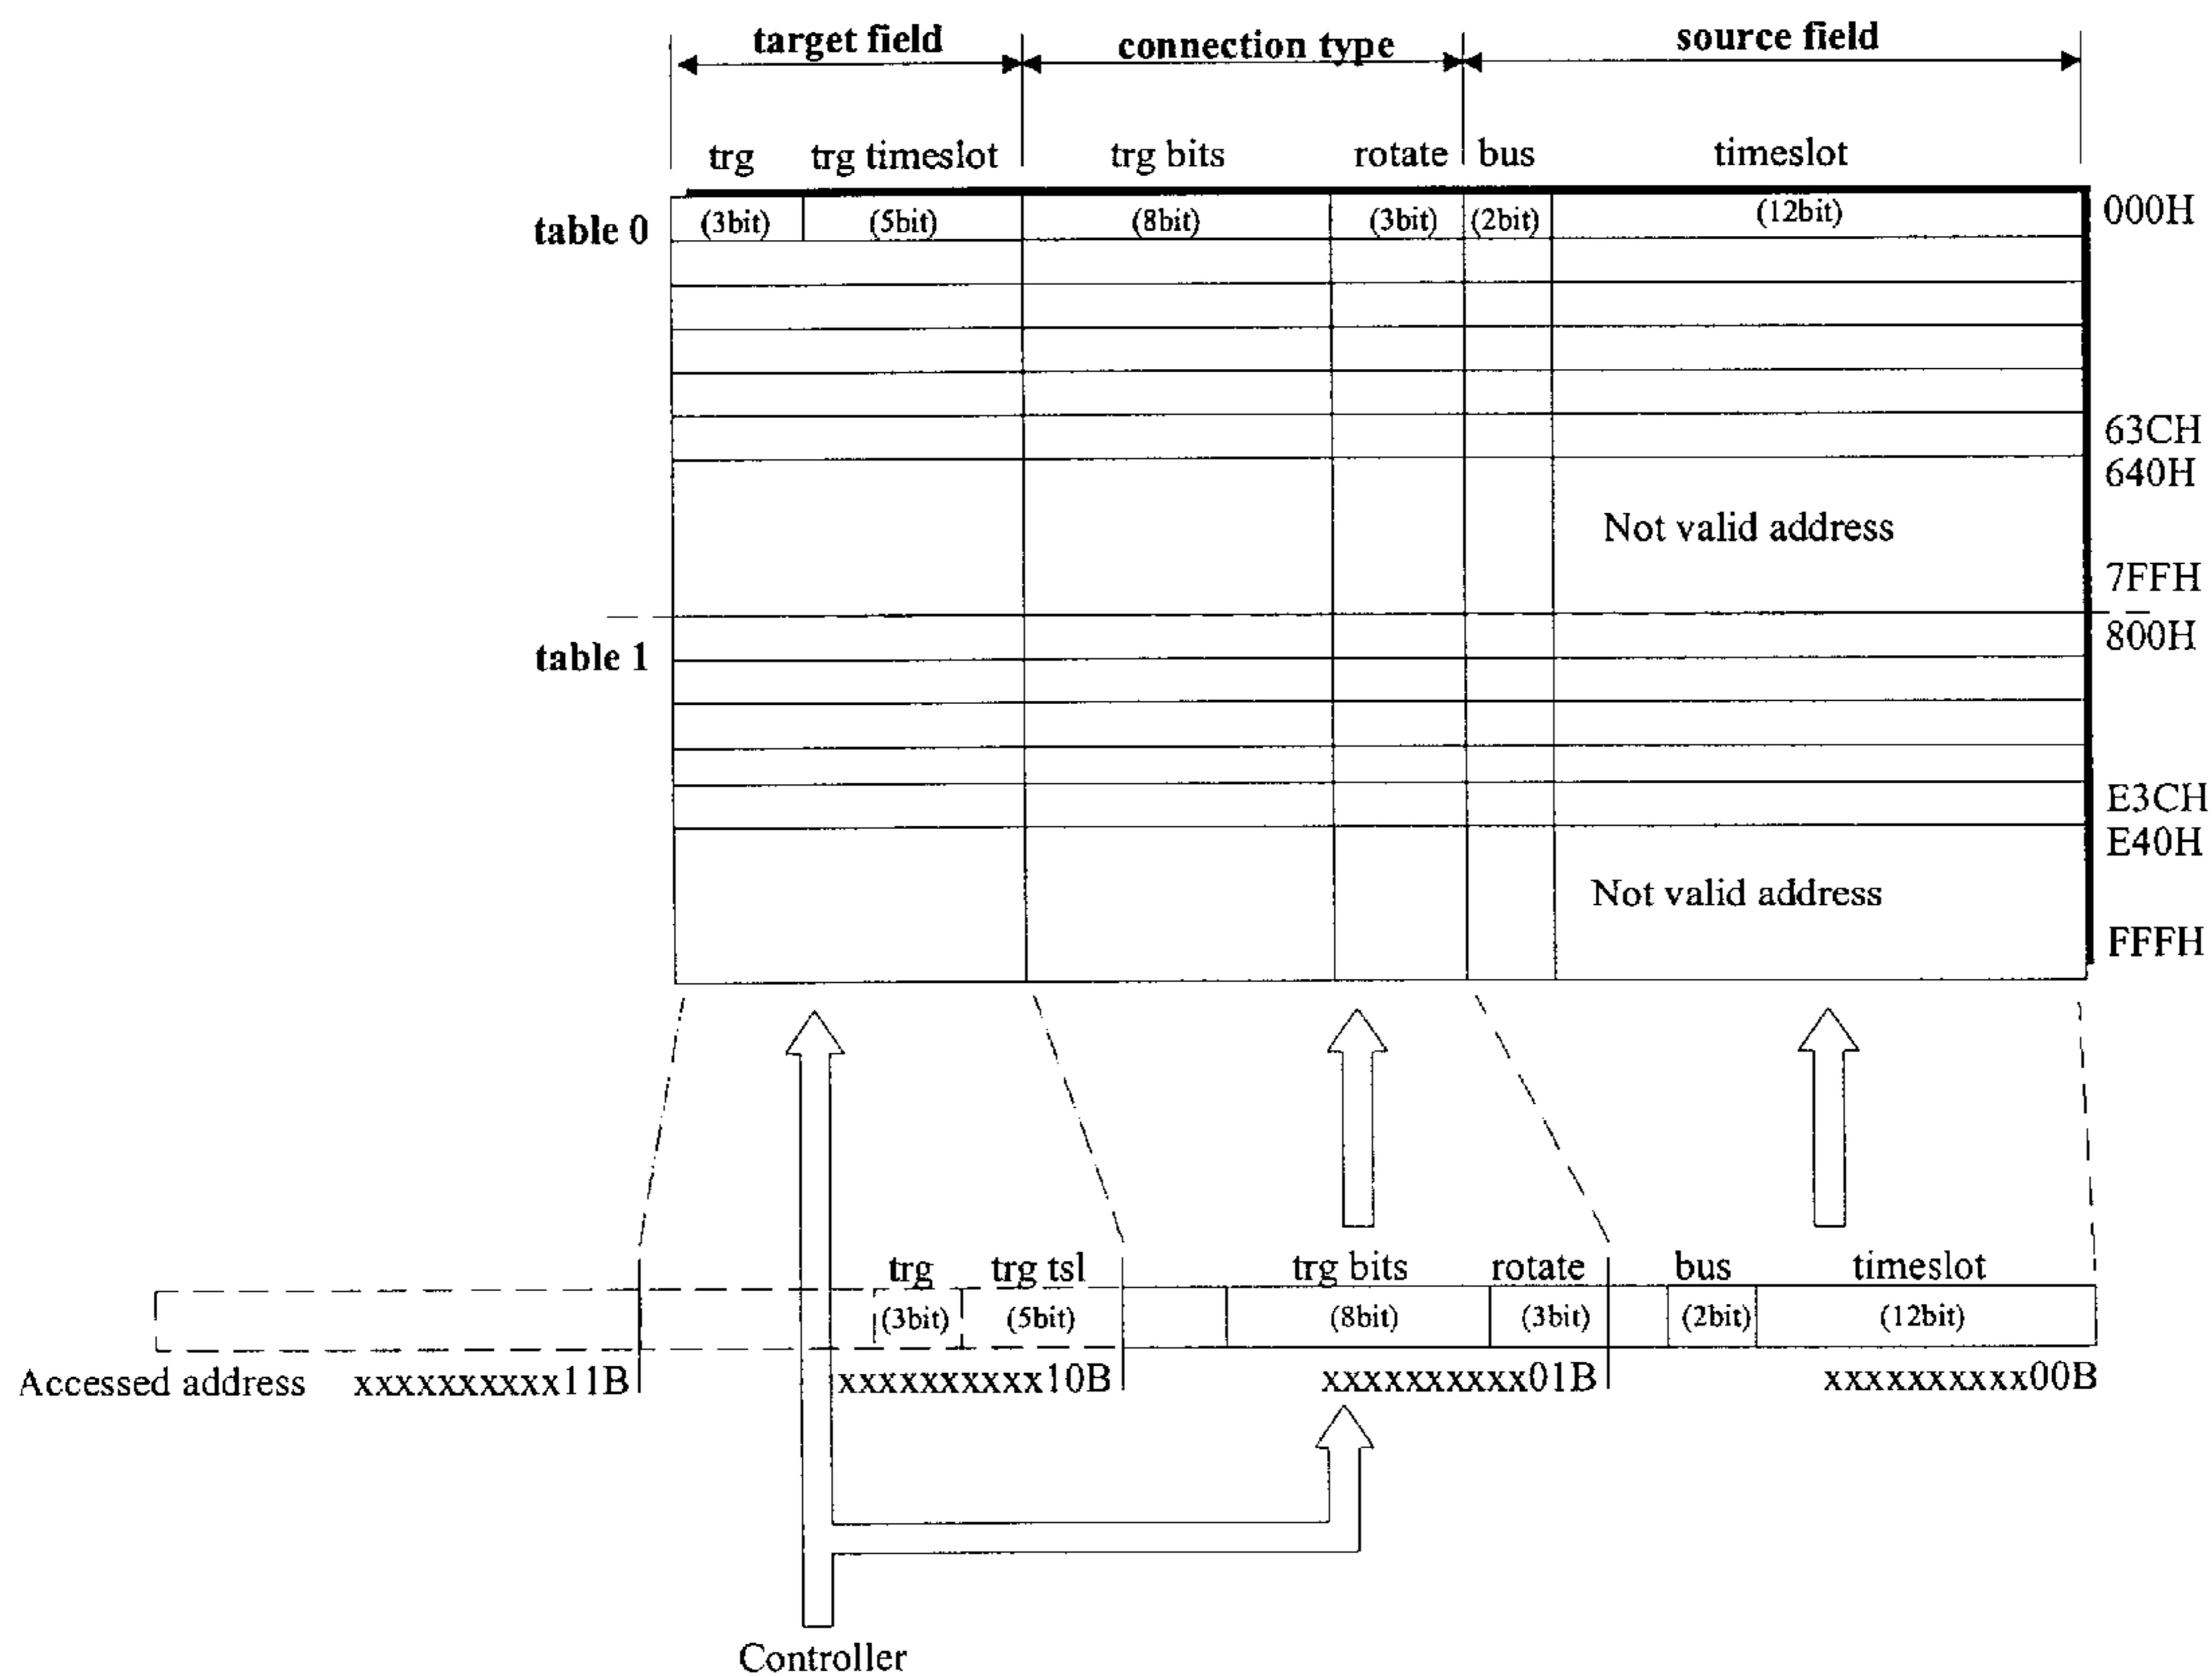 target field connection type source field
trg trg timeslot trg bits rotate bus timeslot
table 0 (3bit) (5bit) (8bit) (3bit) (2bit) (12bit) 000H
63CH
640H
Not valid address
7FFH
800H
table 1
E3CH
E40H
Not valid address
FFFH
trg trg tsl trg bits rotate bus timeslot
(3bit) (5bit) (8bit) (3bit) (2bit) (12bit)
Accessed address xxxxxxxxxx11B xxxxxxxxxx10B xxxxxxxxxx01B xxxxxxxxxx00B
Controller